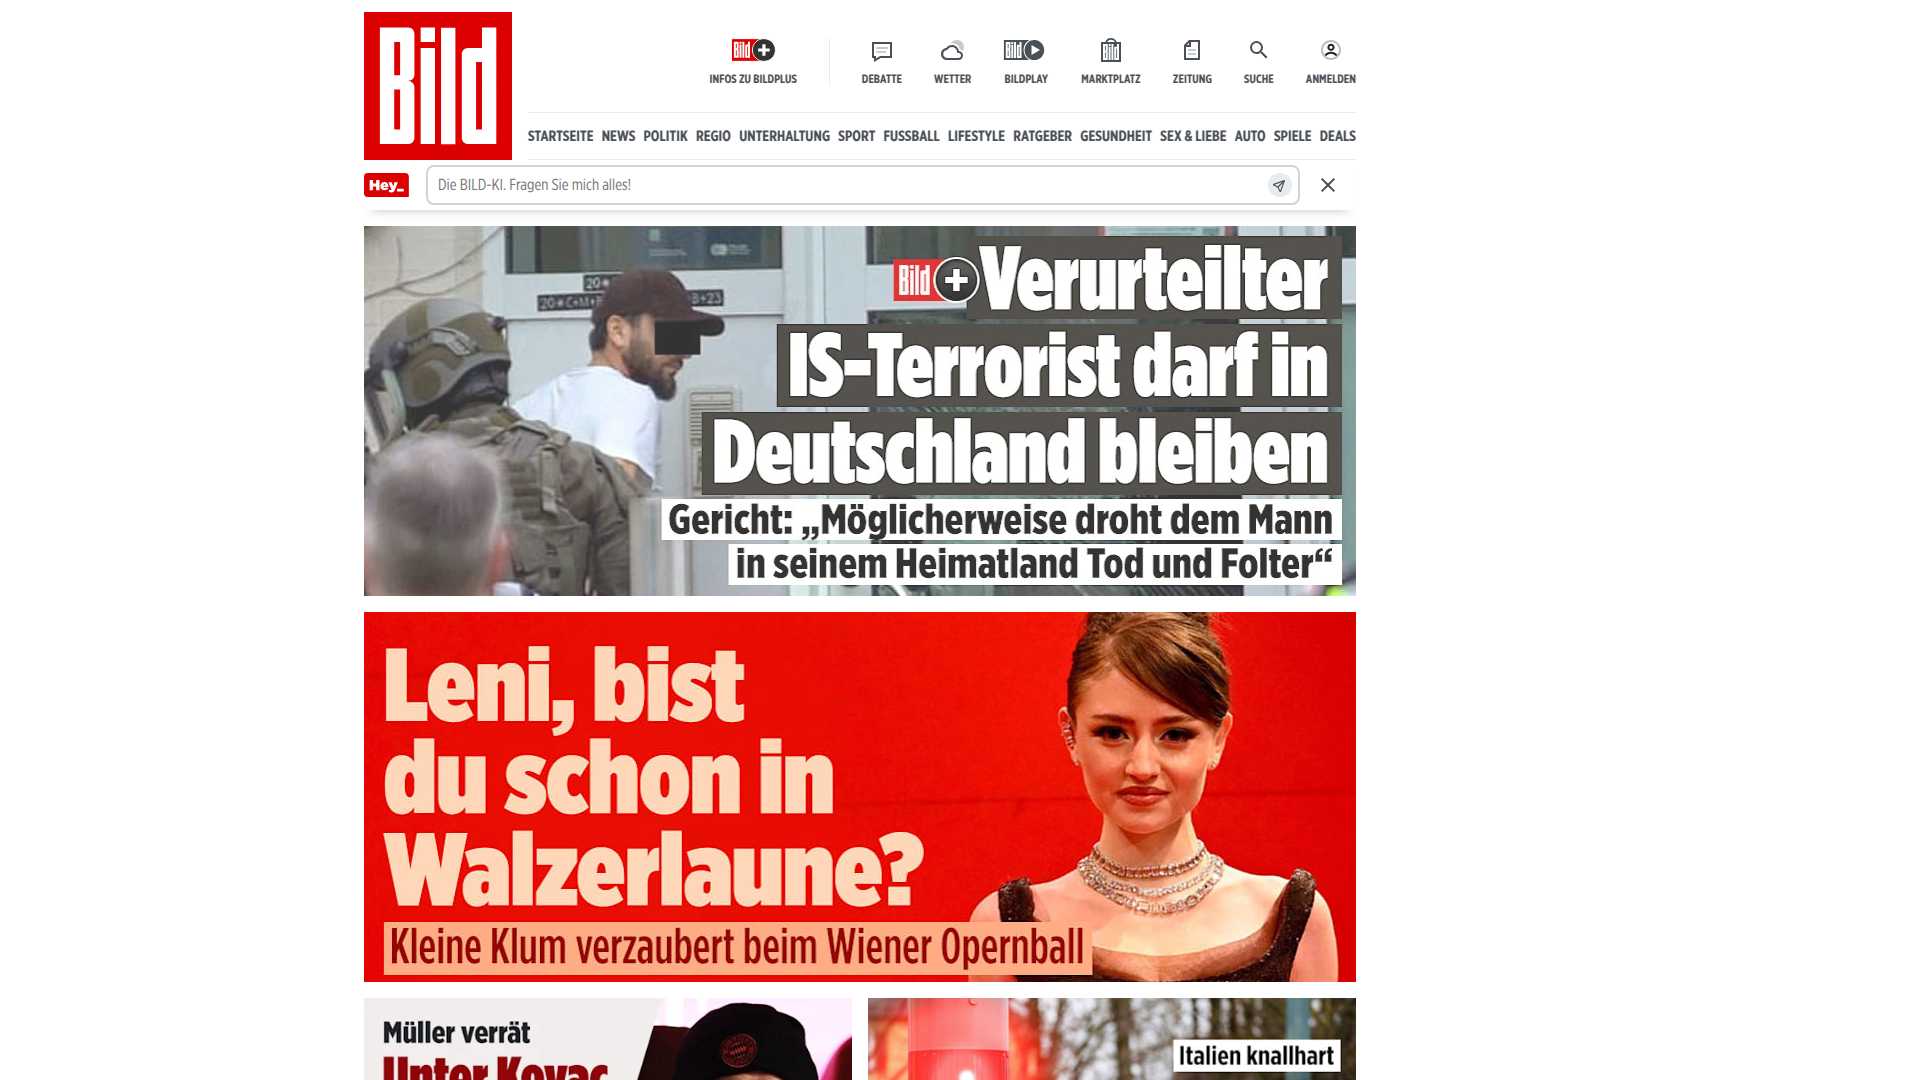 Bild
Bild +
INFOS ZU BILDPLUS
DEBATTE
WETTER
Bild
BILDPLAY
Bild
MARKTPLATZ
ZEITUNG
SUCHE
ANMELDEN
STARTSEITE NEWS POLITIK REGIO UNTERHALTUNG SPORT FUSSBALL LIFESTYLE RATGEBER GESUNDHEIT SEX & LIEBE AUTO SPIELE DEALS
Hey_
Die BILD-KI. Fragen Sie mich alles!
Bild + Verurteilter
IS-Terrorist darf in
Deutschland bleiben
Gericht: „Möglicherweise droht dem Mann
in seinem Heimatland Tod und Folter“
Leni, bist
du schon in
Walzerlaune?
Kleine Klum verzaubert beim Wiener Opernball
Müller verrät
Unter Kovac
Italien knallhart